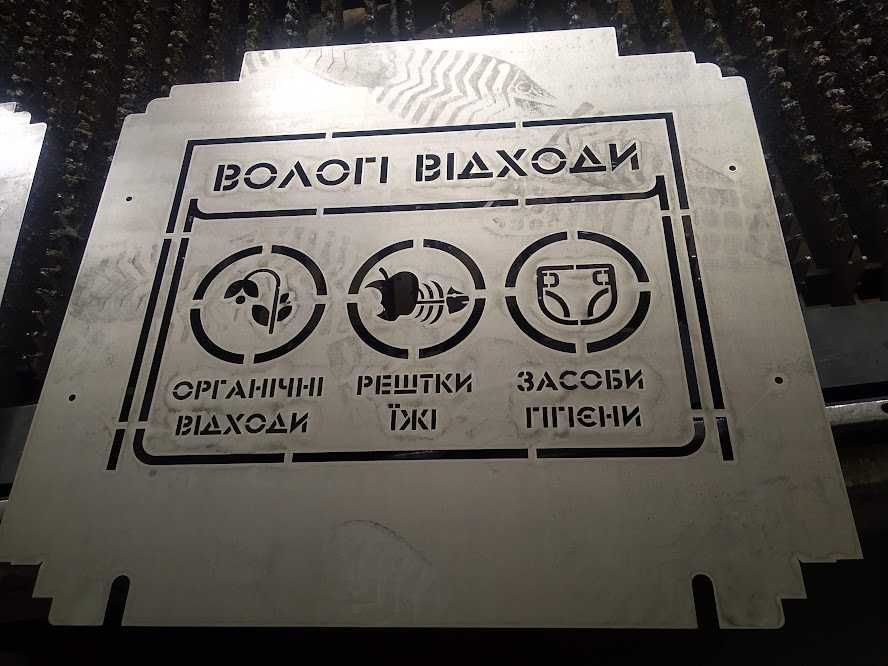 ВОЛОГІ ВІДХОДИ
ОРГАНІЧНІ
ВІДХОДИ
РЕШТКИ
ЇЖІ
ЗАСОБИ
ГІГІЄНИ